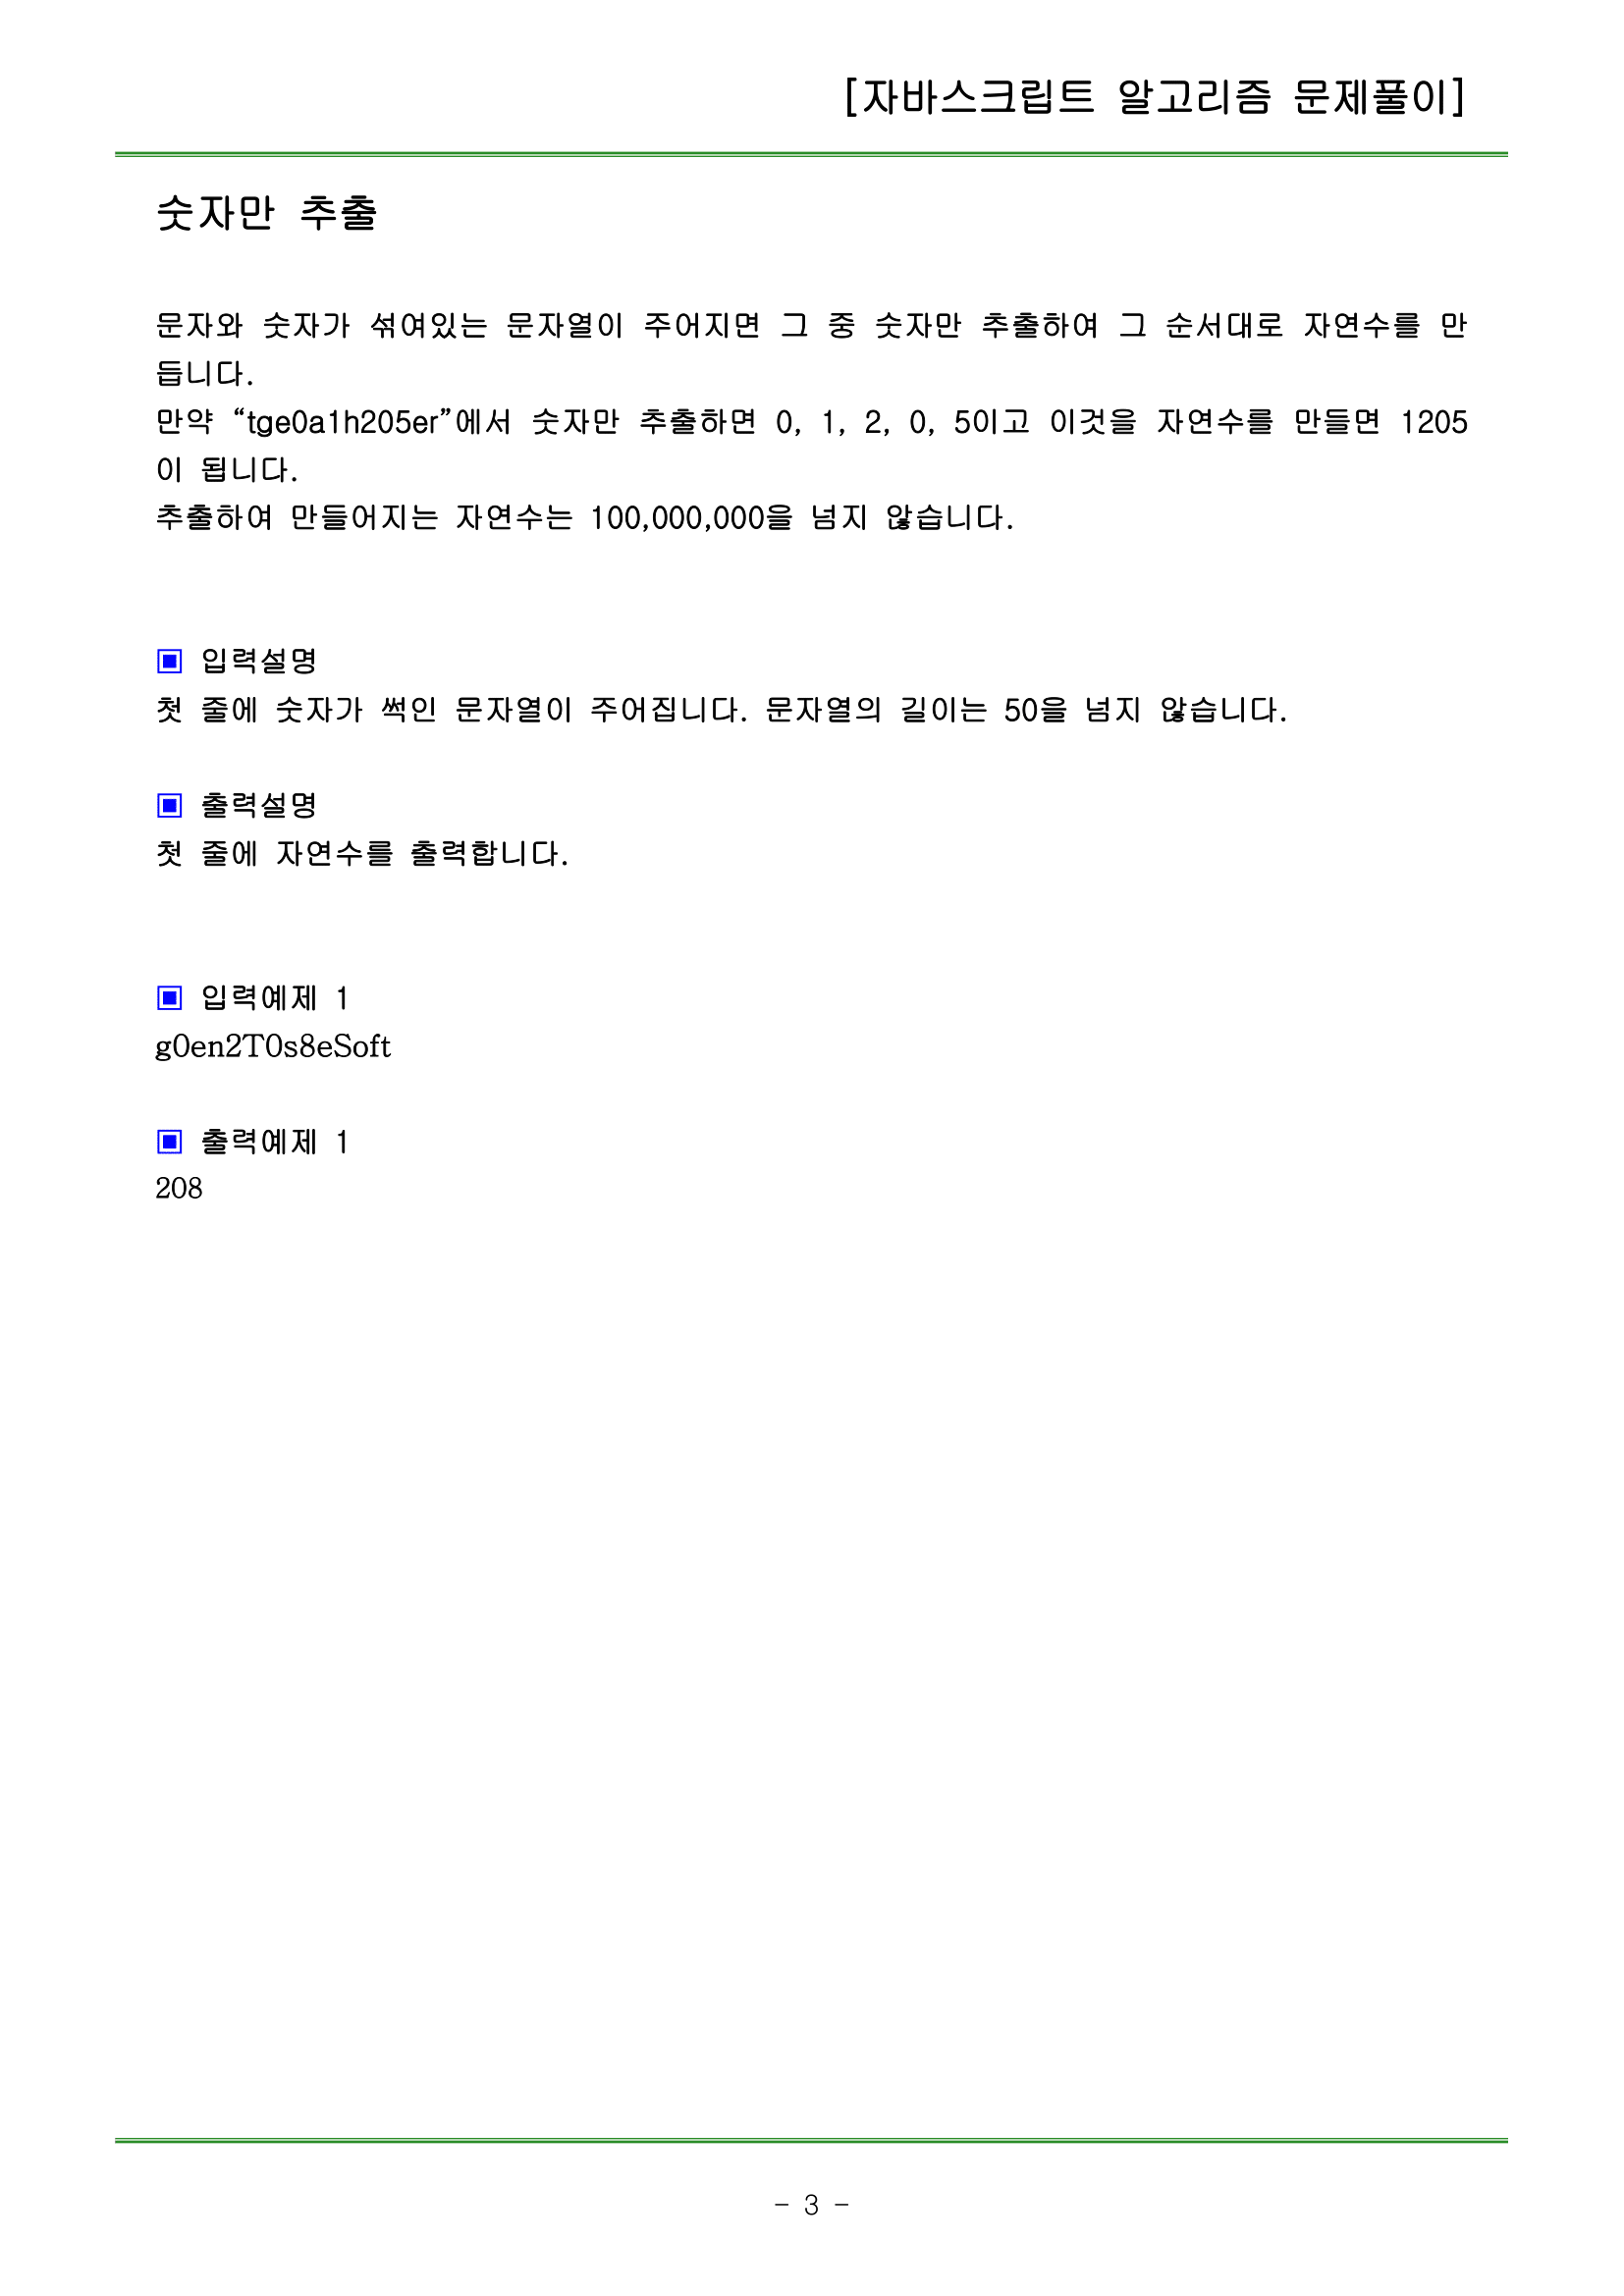 [자바스크립트 알고리즘 문제풀이]
숫자만 추출
문자와 숫자가 섞여있는 문자열이 주어지면 그 중 숫자만 추출하여 그 순서대로 자연수를 만
듭니다.
만약 “tge0a1h205er”에서 숫자만 추출하면 0, 1, 2, 0, 5이고 이것을 자연수를 만들면 1205
이 됩니다.
추출하여 만들어지는 자연수는 100,000,000을 넘지 않습니다.
▣ 입력설명
첫 줄에 숫자가 썩인 문자열이 주어집니다. 문자열의 길이는 50을 넘지 않습니다.
▣ 출력설명
첫 줄에 자연수를 출력합니다.
▣ 입력예제 1
g0en2T0s8eSoft
▣ 출력예제 1
208
- 3 -